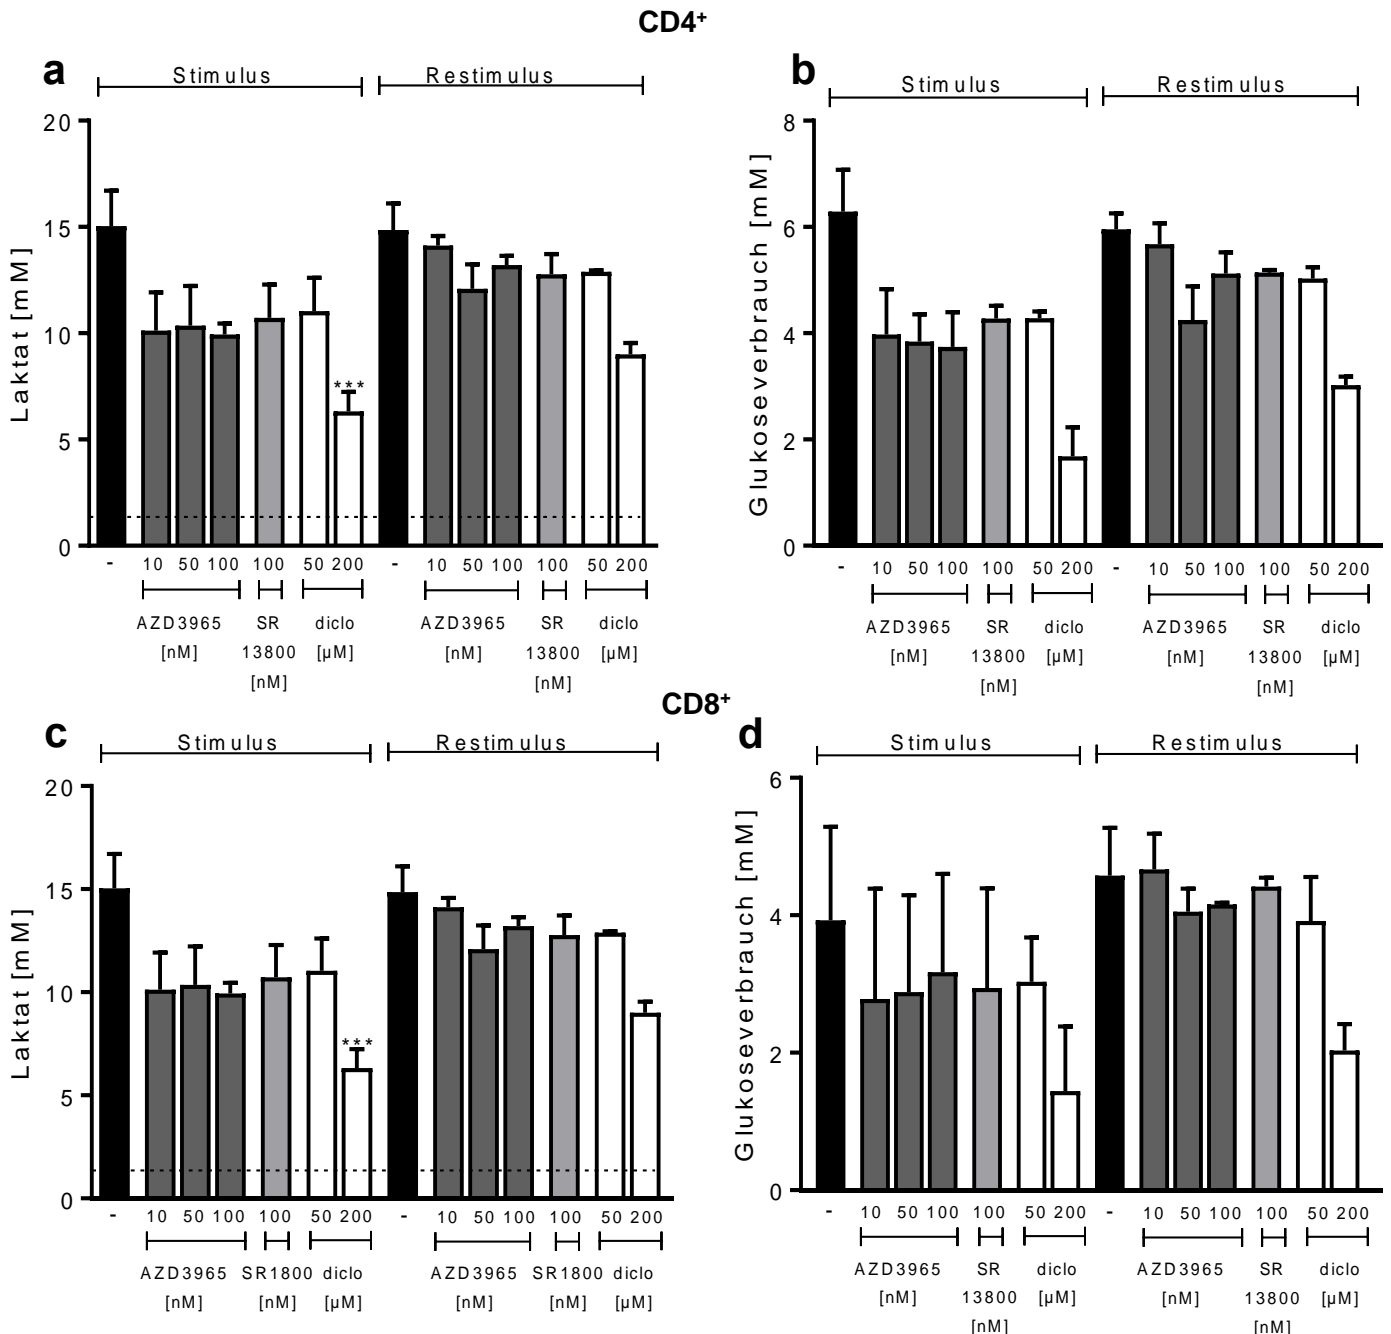 CD4⁺
a
Stimulus Restimulus
Laktat [mM]
20
15
10
5
0
***
- 10 50 100 100 50 200 - 10 50 100 100 50 200
AZD3965 SR diclo AZD3965 SR diclo
[nM] 13800 [µM] [nM] 13800 [µM]
[nM] [nM]
b
Stimulus Restimulus
Glukoseverbrauch [mM]
8
6
4
2
0
10 50 100 100 50 200 - 10 50 100 100 50 200
AZD3965 SR diclo AZD3965 SR diclo
[nM] 13800 [µM] [nM] 13800 [µM]
[nM] [nM]
CD8⁺
c
Stimulus Restimulus
Laktat [mM]
20
15
10
5
0
***
- 10 50 100 100 50 200 - 10 50 100 100 50 200
AZD3965 SR1800 diclo AZD3965 SR1800 diclo
[nM] [nM] [µM] [nM] [nM] [µM]
d
Stimulus Restimulus
Glukoseverbrauch [mM]
6
4
2
0
- 10 50 100 100 50 200 - 10 50 100 100 50 200
AZD3965 SR diclo AZD3965 SR diclo
[nM] 13800 [µM] [nM] 13800 [µM]
[nM] [nM]